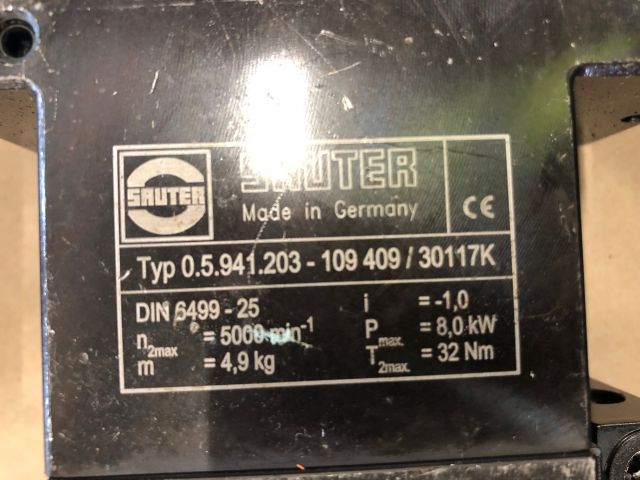 SAUTER
SAUTER
Made in Germany
CE
Typ 0.5.941.203 - 109 409 / 30117K
DIN 6499 - 25
i = -1,0
n2max = 5000 min-1
Pmax. = 8,0 kW
m = 4,9 kg
T2max. = 32 Nm